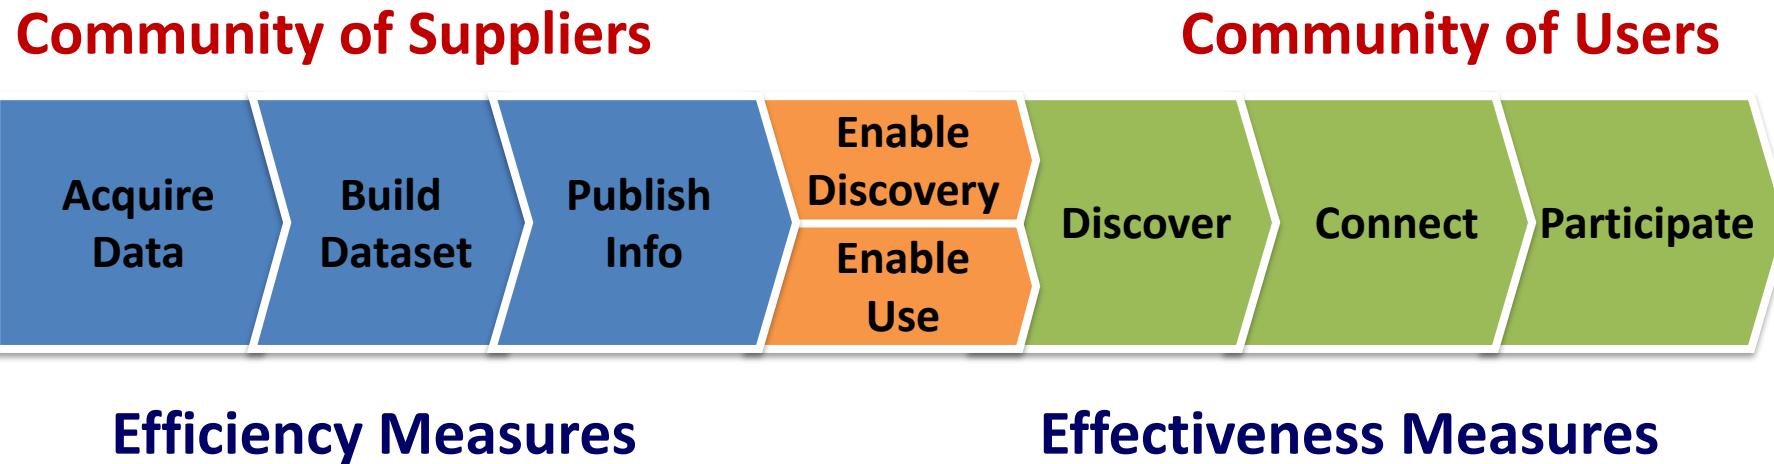 Community of Suppliers
Community of Users
Acquire
Data
Build
Dataset
Publish
Info
Enable
Discovery
Enable
Use
Discover
Connect
Participate
Efficiency Measures
Effectiveness Measures